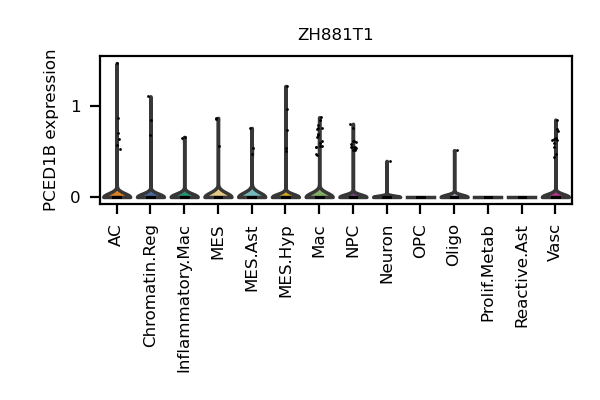 ZH881T1
PCED1B expression
1
0
AC
Chromatin.Reg
Inflammatory.Mac
MES
MES.Ast
MES.Hyp
Mac
NPC
Neuron
OPC
Oligo
Prolif.Metab
Reactive.Ast
Vasc